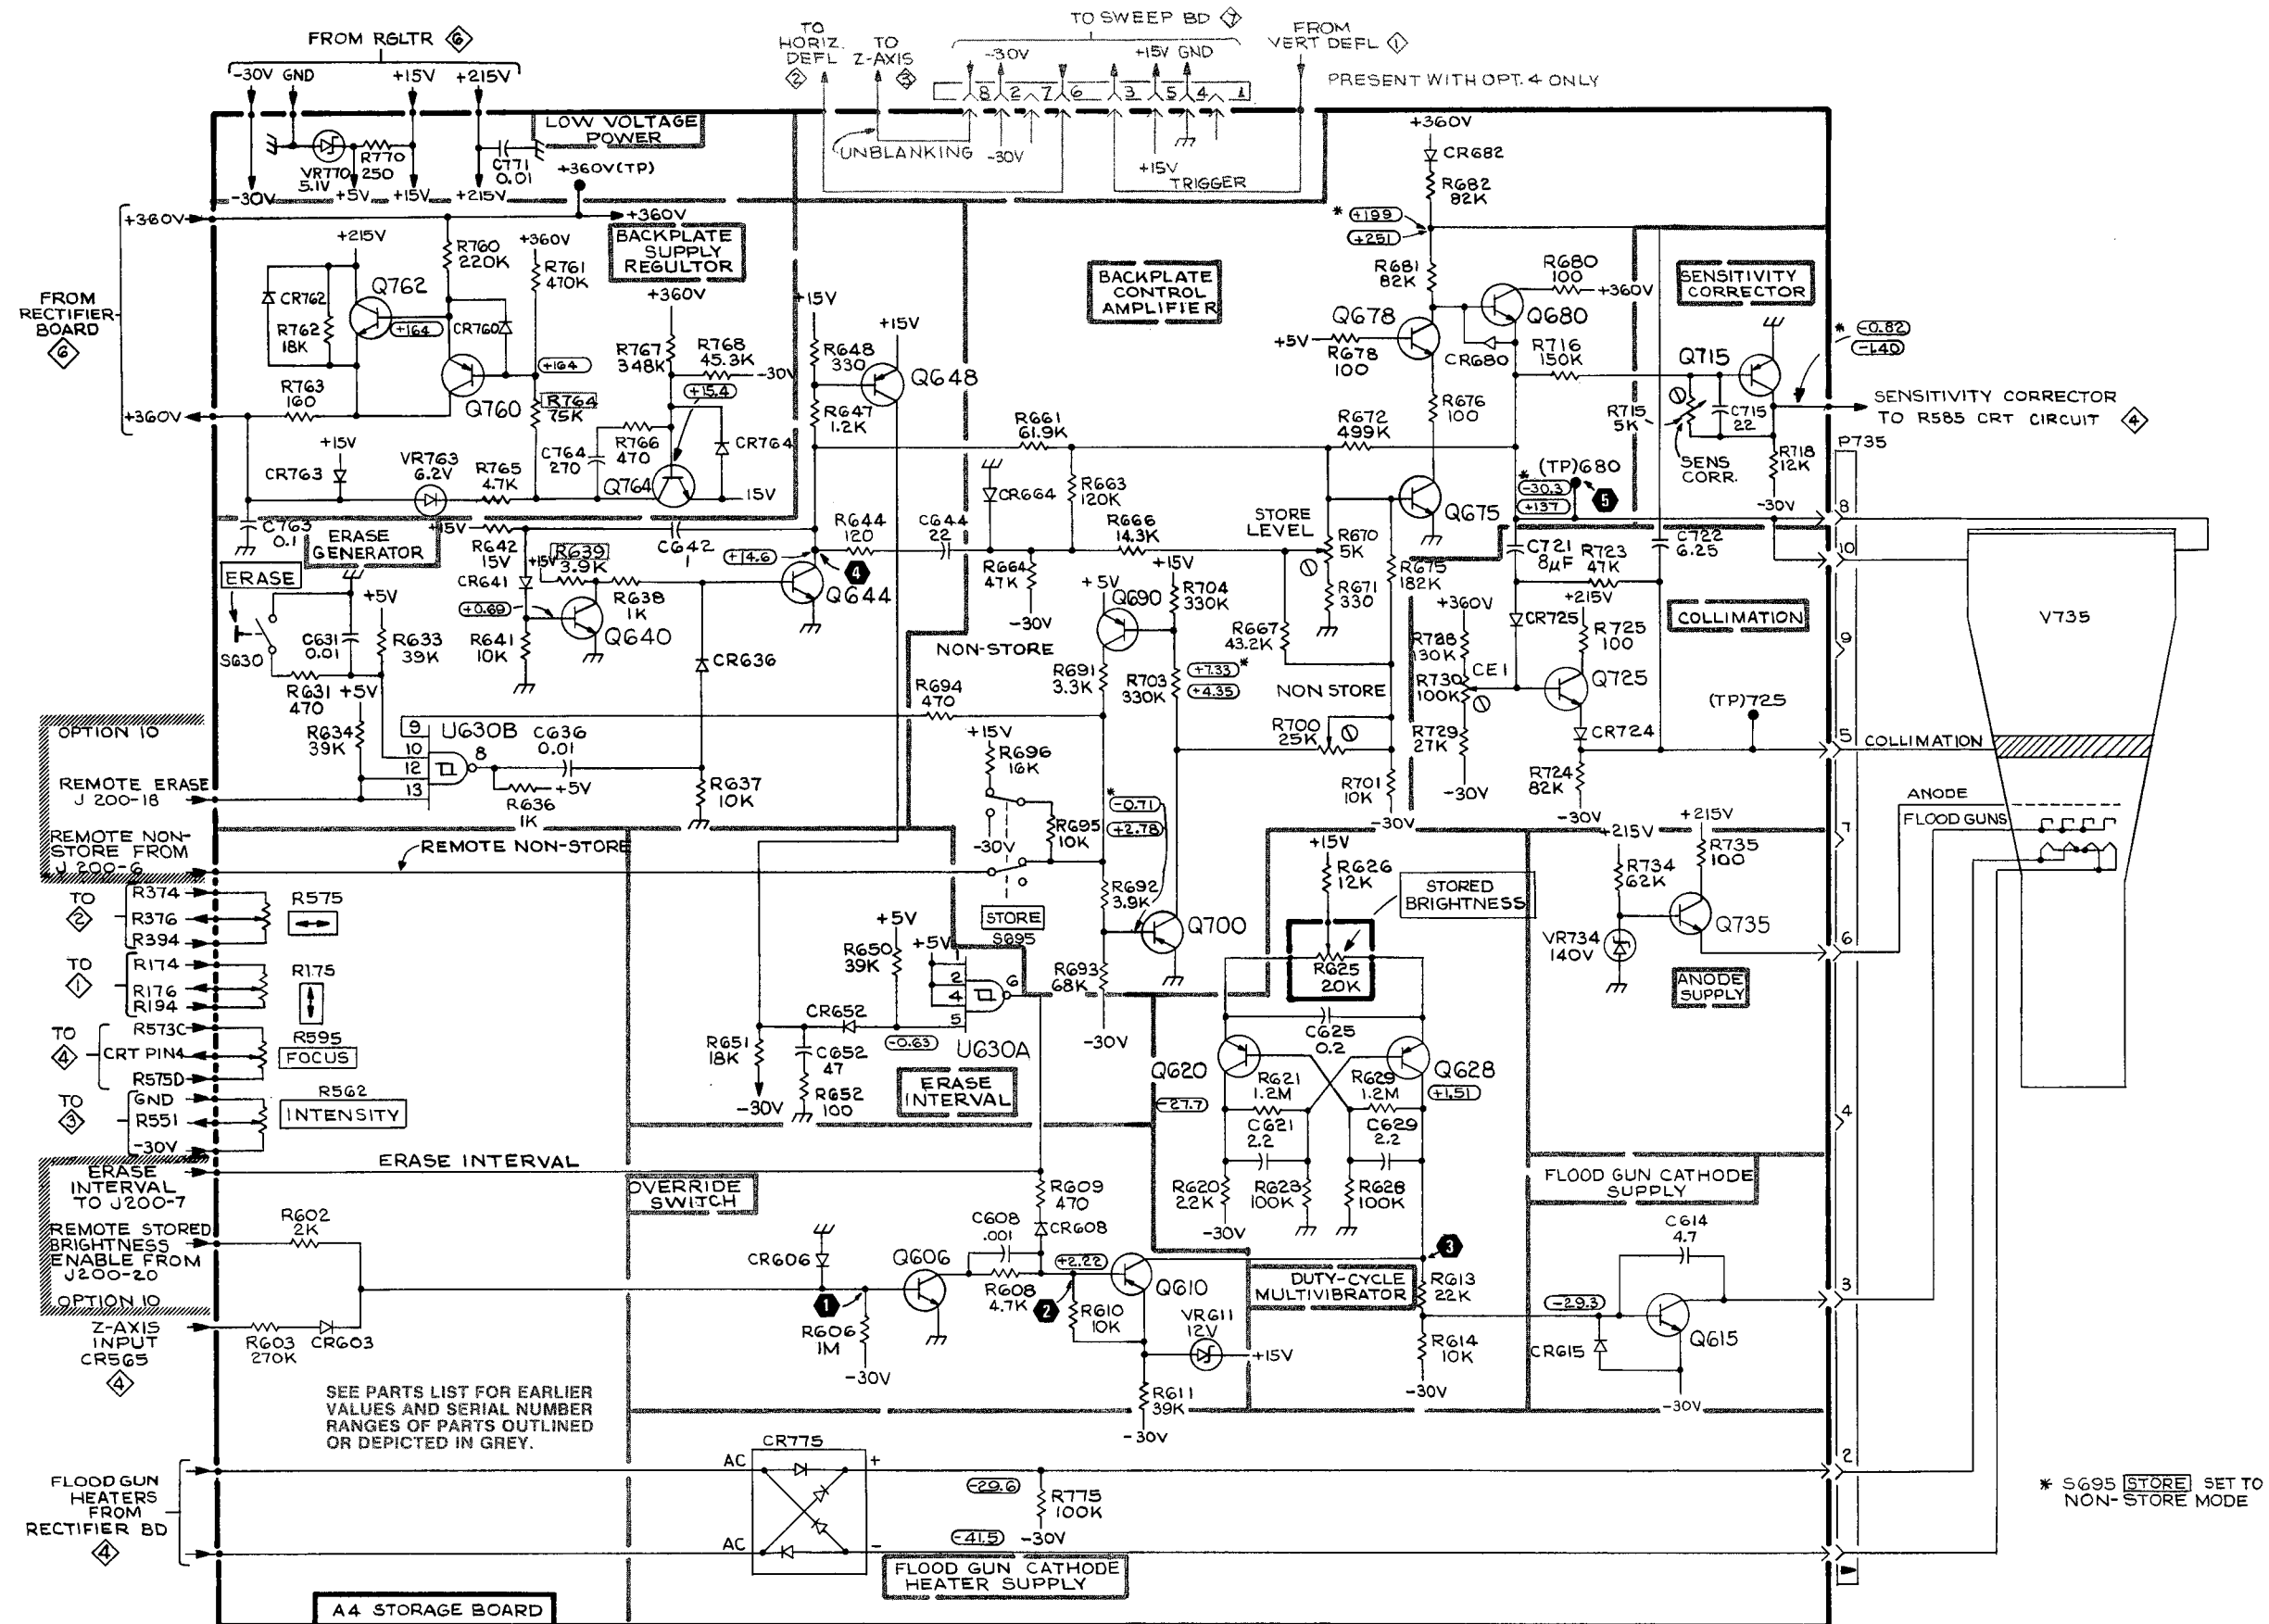 FROM RGLTR 6
-30V GND +15V +215V
TO HORIZ. DEFL 2
TO Z-AXIS 3
TO SWEEP BD 7
-30V +15V GND
FROM VERT DEFL 1
8 2 7 6 3 5 4 1
PRESENT WITH OPT. 4 ONLY
LOW VOLTAGE POWER
UNBLANKING
-30V
+15V
TRIGGER
VR770 5.1V
R770 250
C771 0.01
+360V(TP)
-30V +5V +15V +215V
+360V
+360V
FROM RECTIFIER BOARD 6
+360V
+215V
R760 220K
+360V
R761 470K
BACKPLATE SUPPLY REGULTOR
CR762
Q762
R762 18K
+164
CR760
+164
R763 160
Q760
R764 75K
+360V
R767 348K
R768 45.3K
-30V
+15.4
R766 470
C764 270
CR764
Q764
15V
+15V
CR763
VR763 6.2V
R765 4.7K
C763 0.1
+15V
R648 330
+15V
Q648
R647 1.2K
BACKPLATE CONTROL AMPLIFIER
+360V
CR682
R682 82K
* +199
+251
R681 82K
R680 100
+360V
Q678
+5V
R678 100
Q680
CR680
R716 150K
R676 100
SENSITIVITY CORRECTOR
Q715
* -0.82
-1.40
R715 5K
C715 22
SENS CORR.
R718 12K
-30V
SENSITIVITY CORRECTOR TO R585 CRT CIRCUIT 4
P735
R661 61.9K
R672 499K
CR664
R663 120K
STORE LEVEL
Q675
(TP)680
* -30.3
+137
5
8
10
ERASE GENERATOR
+15V
R642 15V
C642 1
+14.6
4
R644 120
C644 22
R666 14.3K
R670 5K
R675 182K
C721 8µF
R723 47K
C722 6.25
ERASE
S630
C631 0.01
+5V
R633 39K
CR641
+15V
R639 3.9K
R638 1K
+0.69
Q640
R641 10K
Q644
R664 47K
-30V
R671 330
+5V
Q690
+15V
R704 330K
R667 43.2K
+360V
R728 130K
CR725
+215V
R725 100
COLLIMATION
V735
9
R631 470
+5V
R634 39K
CR636
NON-STORE
R691 3.3K
R703 330K
+7.33 *
+4.35
NON STORE
R700 25K
CE1
R730 100K
Q725
(TP)725
R694 470
OPTION 10
U630B
9
10
12
13
8
C636 0.01
+5V
R636 1K
R637 10K
+15V
R696 16K
R729 27K
-30V
CR724
R724 82K
-30V
5
COLLIMATION
REMOTE ERASE J 200-18
R701 10K
-30V
* -0.71
+2.78
ANODE
FLOOD GUNS
REMOTE NON-STORE FROM J 200-6
REMOTE NON-STORE
-30V
R695 10K
R692 3.9K
+15V
R626 12K
STORED BRIGHTNESS
+215V
+215V
R735 100
7
TO 2
R374
R376
R394
R575
STORE
S695
Q700
R625 20K
R734 62K
Q735
VR734 140V
6
TO 1
R174
R176
R194
R175
+5V
R650 39K
+5V
1
2
4
5
6
R693 68K
-30V
ANODE SUPPLY
TO 4
R573C
CRT PIN4
R575D
R595
FOCUS
CR652
R651 18K
C652 47
-0.63
U630A
C625 0.2
Q620
Q628
+1.51
-27.7
R621 1.2M
R629 1.2M
TO 3
GND
R551
-30V
R562
INTENSITY
-30V
R652 100
ERASE INTERVAL
C621 2.2
C629 2.2
4
ERASE INTERVAL TO J200-7
ERASE INTERVAL
OVERRIDE SWITCH
R609 470
R620 22K
-30V
R623 100K
R628 100K
FLOOD GUN CATHODE SUPPLY
REMOTE STORED BRIGHTNESS ENABLE FROM J200-20
OPTION 10
R602 2K
CR606
Q606
C608 .001
CR608
+2.22
R608 4.7K
Q610
3
C614 4.7
DUTY-CYCLE MULTIVIBRATOR
R613 22K
-29.3
3
Z-AXIS INPUT CR565 4
R603 270K
CR603
1
R606 1M
-30V
2
R610 10K
VR611 12V
+15V
R614 10K
-30V
CR615
Q615
-30V
R611 39K
-30V
SEE PARTS LIST FOR EARLIER
VALUES AND SERIAL NUMBER
RANGES OF PARTS OUTLINED
OR DEPICTED IN GREY.
FLOOD GUN HEATERS FROM RECTIFIER BD 4
CR775
AC +
AC -
-29.6
R775 100K
-41.5 -30V
2
FLOOD GUN CATHODE HEATER SUPPLY
* S695 STORE SET TO
NON-STORE MODE
A4 STORAGE BOARD